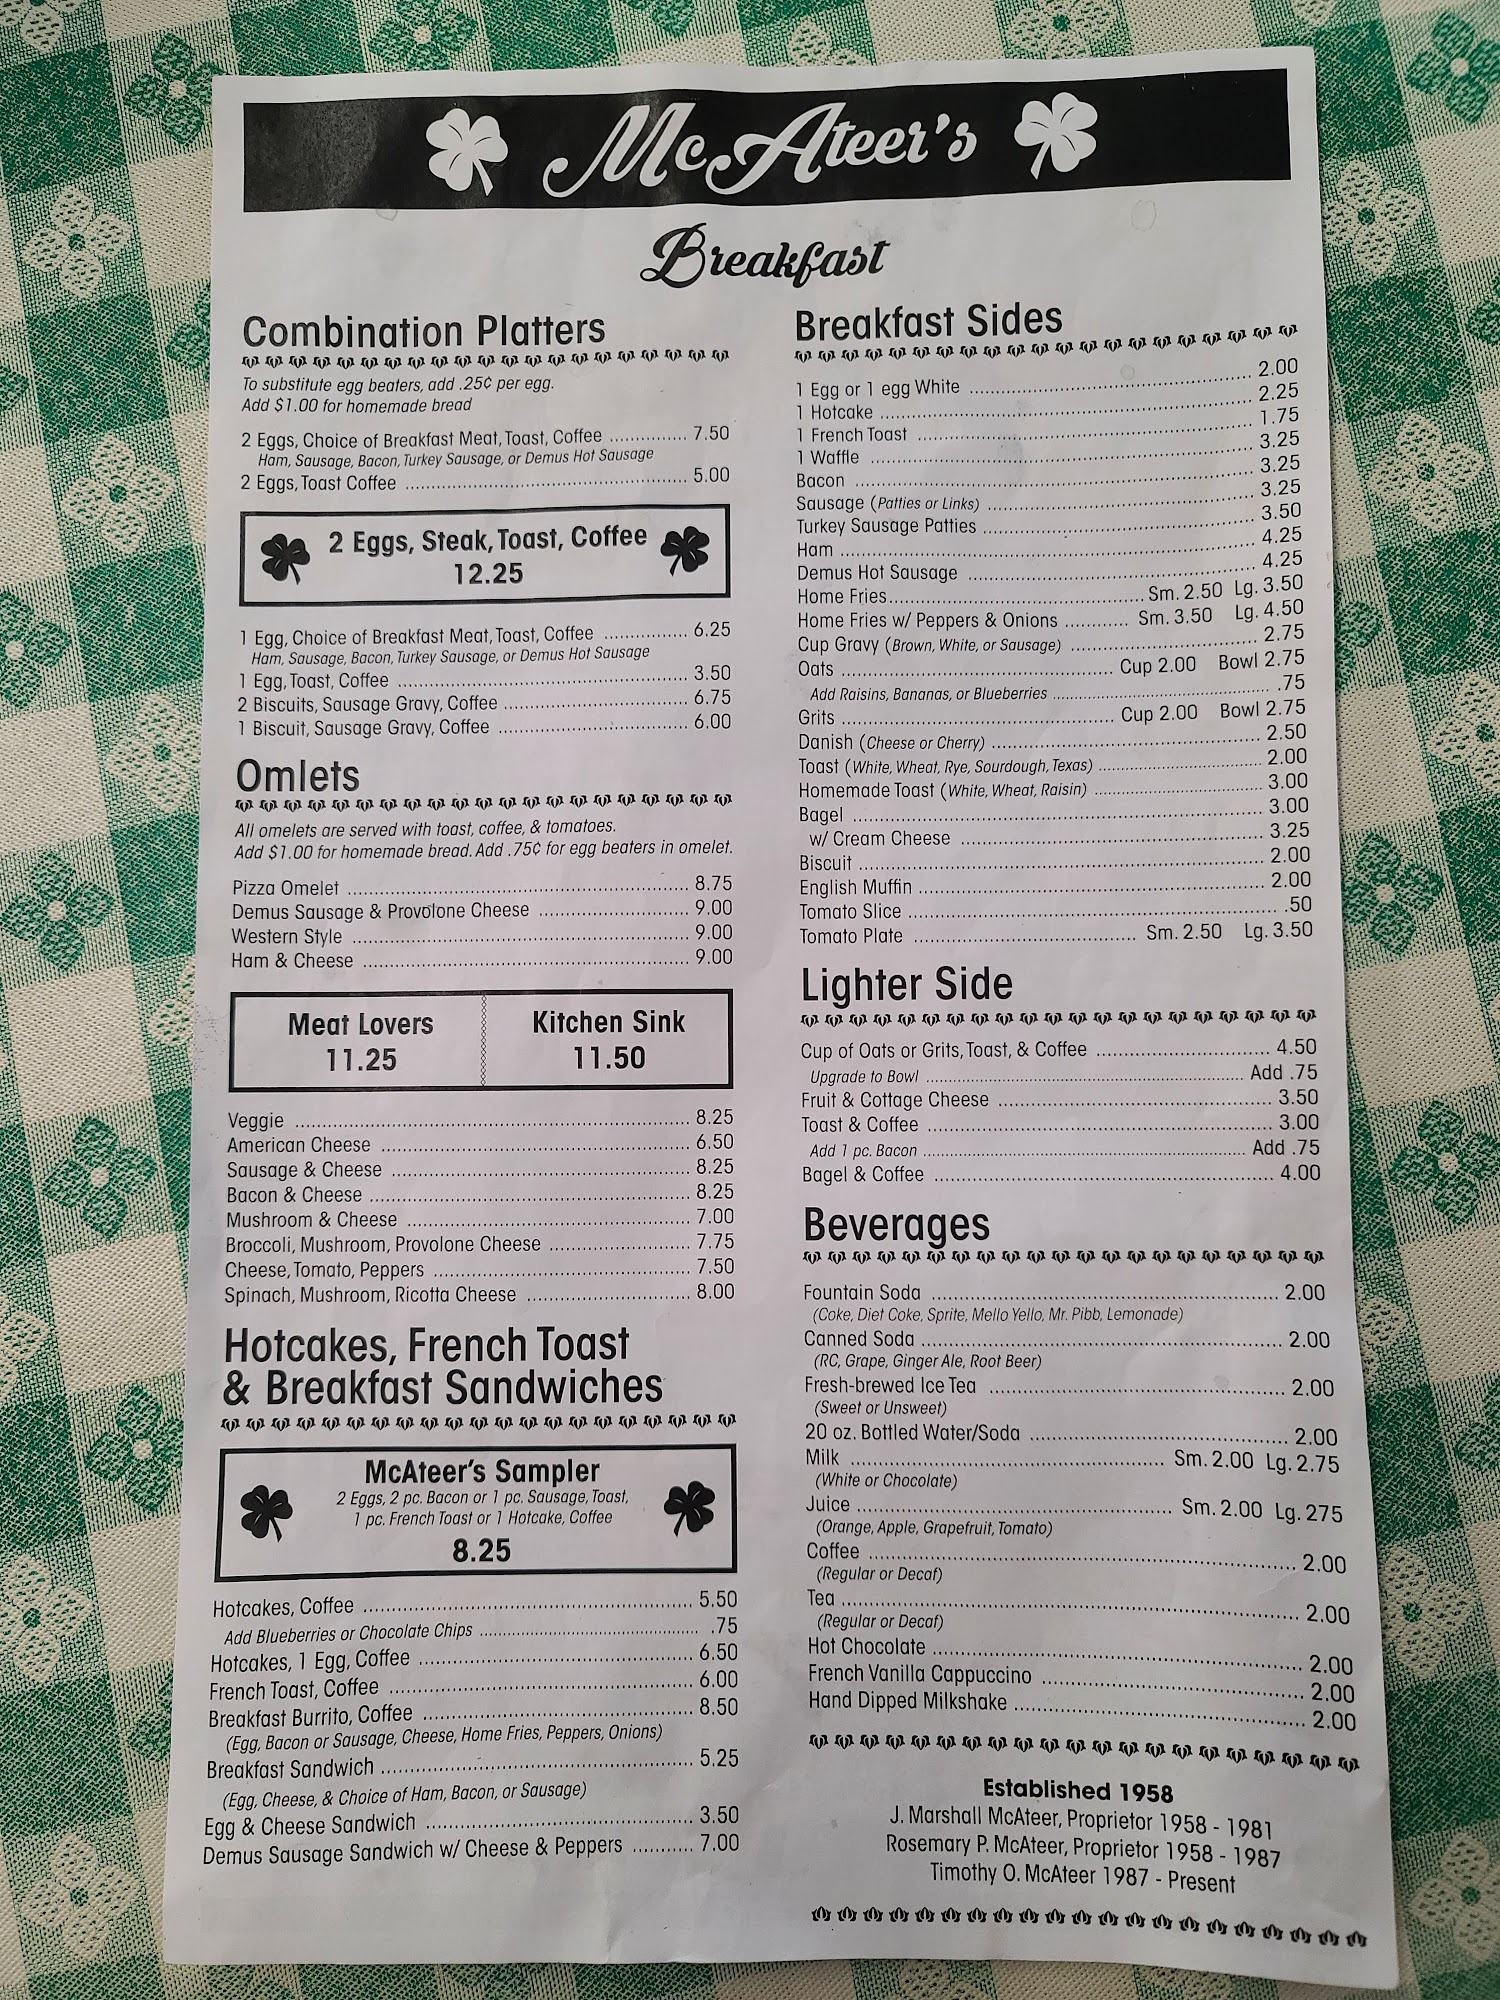 McAteer's
Breakfast
Combination Platters
To substitute egg beaters, add .25¢ per egg.
Add $1.00 for homemade bread
2 Eggs, Choice of Breakfast Meat, Toast, Coffee ............... 7.50
Ham, Sausage, Bacon, Turkey Sausage, or Demus Hot Sausage
2 Eggs, Toast Coffee ............... 5.00
2 Eggs, Steak, Toast, Coffee
12.25
1 Egg, Choice of Breakfast Meat, Toast, Coffee ............... 6.25
Ham, Sausage, Bacon, Turkey Sausage, or Demus Hot Sausage
1 Egg, Toast, Coffee ............... 3.50
2 Biscuits, Sausage Gravy, Coffee ............... 6.75
1 Biscuit, Sausage Gravy, Coffee ............... 6.00
Omlets
All omelets are served with toast, coffee, & tomatoes.
Add $1.00 for homemade bread. Add .75¢ for egg beaters in omelet.
Pizza Omelet ............... 8.75
Demus Sausage & Provolone Cheese ............... 9.00
Western Style ............... 9.00
Ham & Cheese ............... 9.00
Meat Lovers
11.25
Kitchen Sink
11.50
Veggie ............... 8.25
American Cheese ............... 6.50
Sausage & Cheese ............... 8.25
Bacon & Cheese ............... 8.25
Mushroom & Cheese ............... 7.00
Broccoli, Mushroom, Provolone Cheese ............... 7.75
Cheese, Tomato, Peppers ............... 7.50
Spinach, Mushroom, Ricotta Cheese ............... 8.00
Hotcakes, French Toast
& Breakfast Sandwiches
McAteer's Sampler
2 Eggs, 2 pc. Bacon or 1 pc. Sausage, Toast,
1 pc. French Toast or 1 Hotcake, Coffee
8.25
Hotcakes, Coffee ............... 5.50
Add Blueberries or Chocolate Chips ............... .75
Hotcakes, 1 Egg, Coffee ............... 6.50
French Toast, Coffee ............... 6.00
Breakfast Burrito, Coffee ............... 8.50
(Egg, Bacon or Sausage, Cheese, Home Fries, Peppers, Onions)
Breakfast Sandwich ............... 5.25
(Egg, Cheese, & Choice of Ham, Bacon, or Sausage)
Egg & Cheese Sandwich ............... 3.50
Demus Sausage Sandwich w/ Cheese & Peppers ........... 7.00
Breakfast Sides
1 Egg or 1 egg White ............... 2.00
1 Hotcake ............... 2.25
1 French Toast ............... 1.75
1 Waffle ............... 3.25
Bacon ............... 3.25
Sausage (Patties or Links) ............... 3.25
Turkey Sausage Patties ............... 3.50
Ham ............... 4.25
Demus Hot Sausage ............... 4.25
Home Fries ............... Sm. 2.50 Lg. 3.50
Home Fries w/ Peppers & Onions ............ Sm. 3.50 Lg. 4.50
Cup Gravy (Brown, White, or Sausage) ............... 2.75
Oats ............... Cup 2.00 Bowl 2.75
Add Raisins, Bananas, or Blueberries ............... .75
Grits ............... Cup 2.00 Bowl 2.75
Danish (Cheese or Cherry) ............... 2.50
Toast (White, Wheat, Rye, Sourdough, Texas) ............... 2.00
Homemade Toast (White, Wheat, Raisin) ............... 3.00
Bagel ............... 3.00
w/ Cream Cheese ............... 3.25
Biscuit ............... 2.00
English Muffin ............... 2.00
Tomato Slice ............... .50
Tomato Plate ............... Sm. 2.50 Lg. 3.50
Lighter Side
Cup of Oats or Grits, Toast, & Coffee ............... 4.50
Upgrade to Bowl ............... Add .75
Fruit & Cottage Cheese ............... 3.50
Toast & Coffee ............... 3.00
Add 1 pc. Bacon ............... Add .75
Bagel & Coffee ............... 4.00
Beverages
Fountain Soda ............... 2.00
(Coke, Diet Coke, Sprite, Mello Yello, Mr. Pibb, Lemonade)
Canned Soda ............... 2.00
(RC, Grape, Ginger Ale, Root Beer)
Fresh-brewed Ice Tea ............... 2.00
(Sweet or Unsweet)
20 oz. Bottled Water/Soda ............... 2.00
Milk ............... Sm. 2.00 Lg. 2.75
(White or Chocolate)
Juice ............... Sm. 2.00 Lg. 275
(Orange, Apple, Grapefruit, Tomato)
Coffee ............... 2.00
(Regular or Decaf)
Tea ............... 2.00
(Regular or Decaf)
Hot Chocolate ............... 2.00
French Vanilla Cappuccino ............... 2.00
Hand Dipped Milkshake ............... 2.00
Established 1958
J. Marshall McAteer, Proprietor 1958 - 1981
Rosemary P. McAteer, Proprietor 1958 - 1987
Timothy O. McAteer 1987 - Present